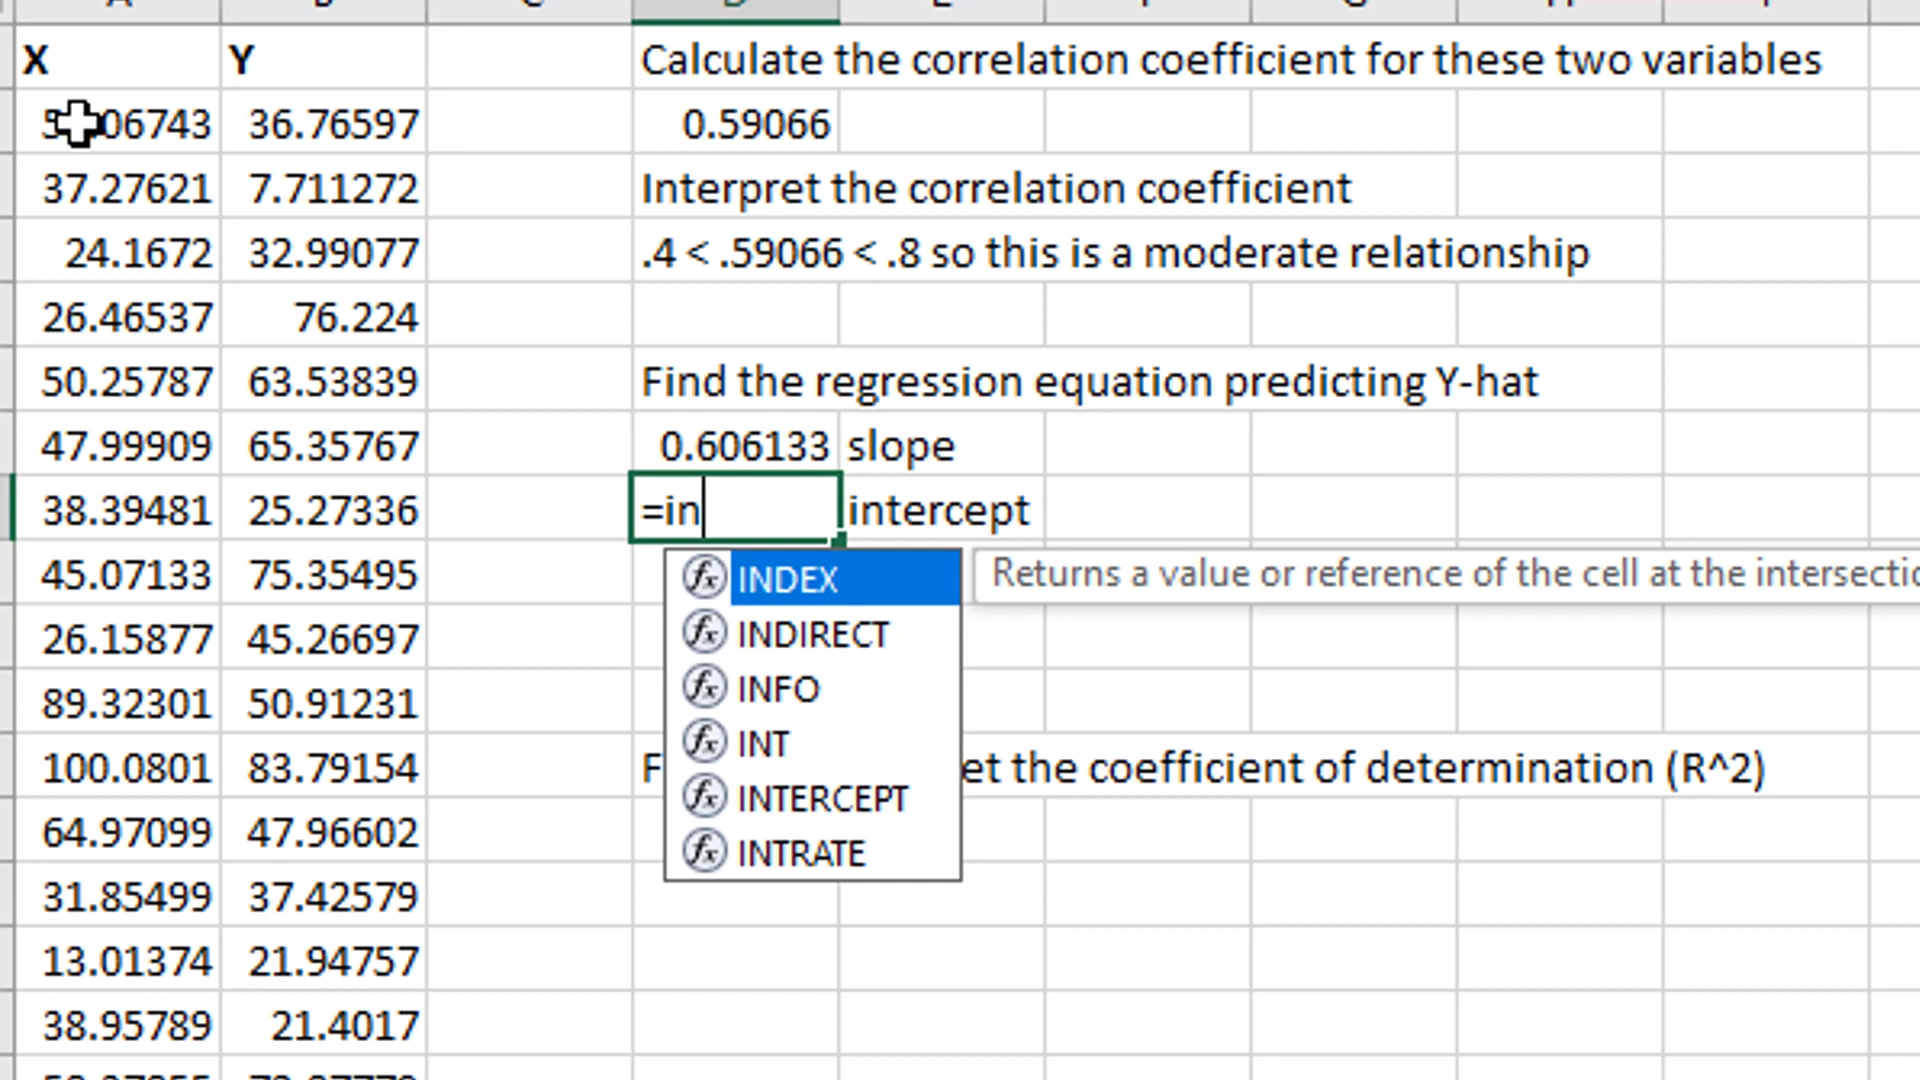 X Y Calculate the correlation coefficient for these two variables
06743 36.76597 0.59066
37.27621 7.711272 Interpret the correlation coefficient
24.1672 32.99077 .4 < .59066 < .8 so this is a moderate relationship
26.46537 76.224
50.25787 63.53839 Find the regression equation predicting Y-hat
47.99909 65.35767 0.606133 slope
38.39481 25.27336 =in intercept
45.07133 75.35495 INDEX Returns a value or reference of the cell at the intersectio
26.15877 45.26697 INDIRECT
89.32301 50.91231 INFO
100.0801 83.79154 INT F et the coefficient of determination (R^2)
64.97099 47.96602 INTERCEPT
INTRATE
31.85499 37.42579
13.01374 21.94757
38.95789 21.4017